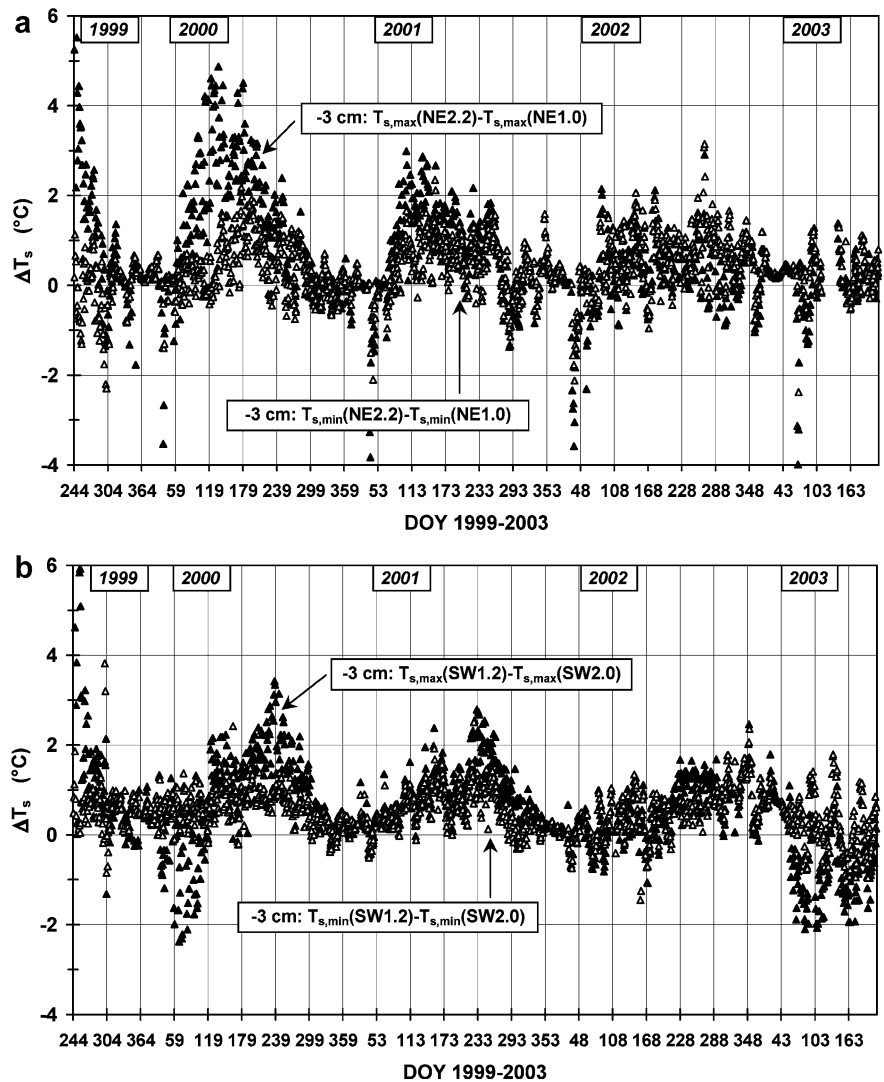 a
6
1999
2000
2001
2002
2003
4
-3 cm: Ts,max(NE2.2)-Ts,max(NE1.0)
2
ΔTs (°C)
0
-2
-3 cm: Ts,min(NE2.2)-Ts,min(NE1.0)
-4
244 304 364 59 119 179 239 299 359 53 113 173 233 293 353 48 108 168 228 288 348 43 103 163
DOY 1999-2003
b
6
1999
2000
2001
2002
2003
4
-3 cm: Ts,max(SW1.2)-Ts,max(SW2.0)
2
ΔTs (°C)
0
-2
-3 cm: Ts,min(SW1.2)-Ts,min(SW2.0)
-4
244 304 364 59 119 179 239 299 359 53 113 173 233 293 353 48 108 168 228 288 348 43 103 163
DOY 1999-2003